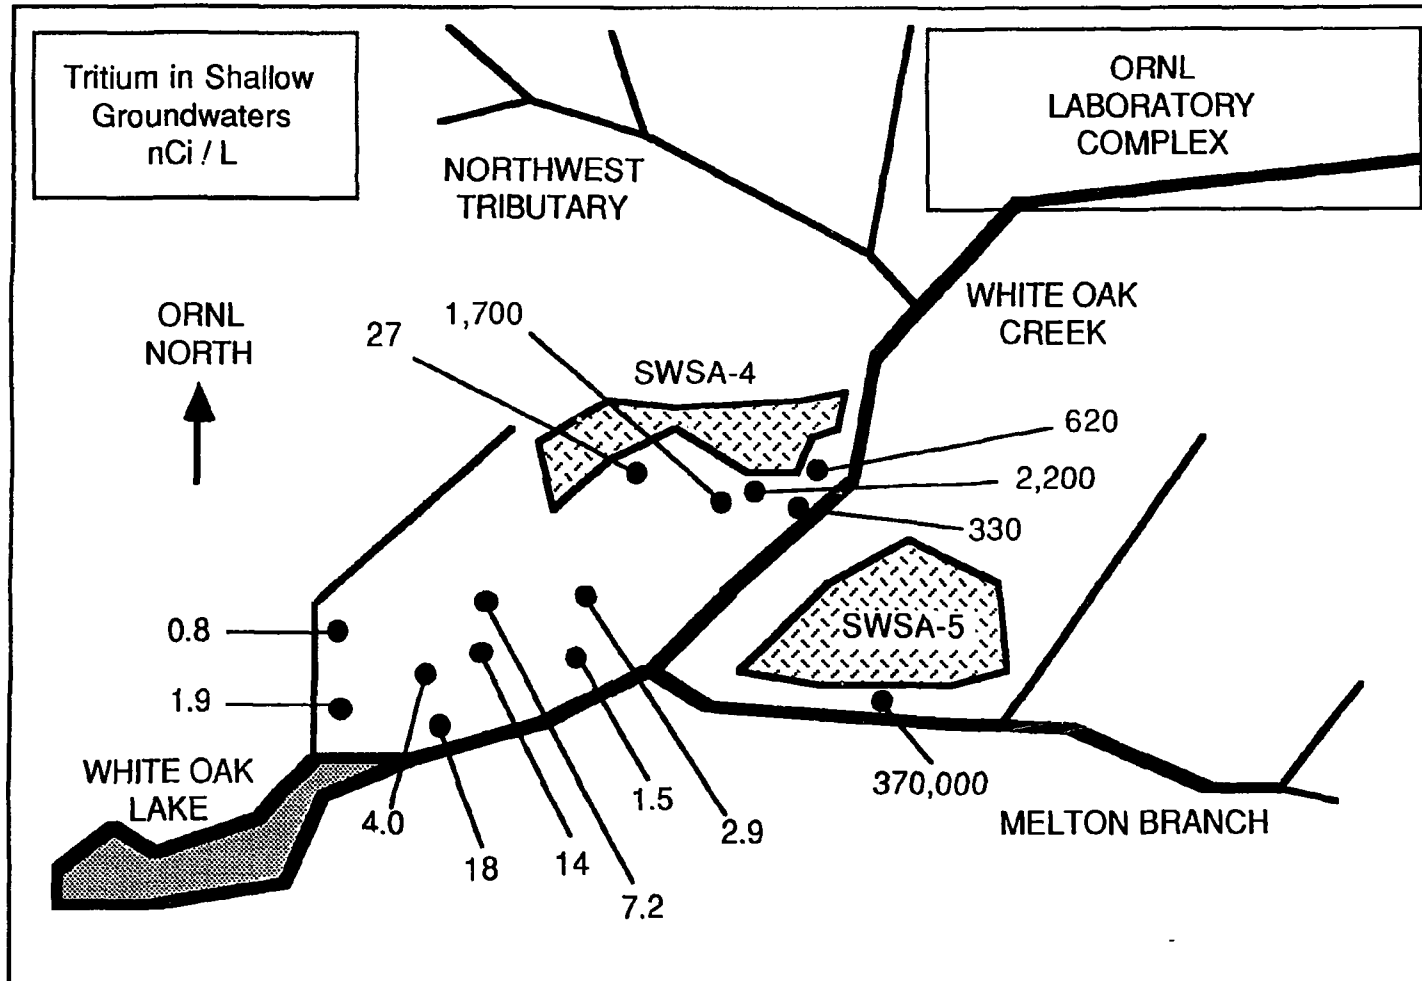 Tritium in Shallow
Groundwaters
nCi / L
ORNL
LABORATORY
COMPLEX
NORTHWEST
TRIBUTARY
WHITE OAK
CREEK
ORNL
NORTH
27
1,700
SWSA-4
620
2,200
330
SWSA-5
0.8
1.9
WHITE OAK
LAKE
4.0
18
14
7.2
1.5
2.9
370,000
MELTON BRANCH